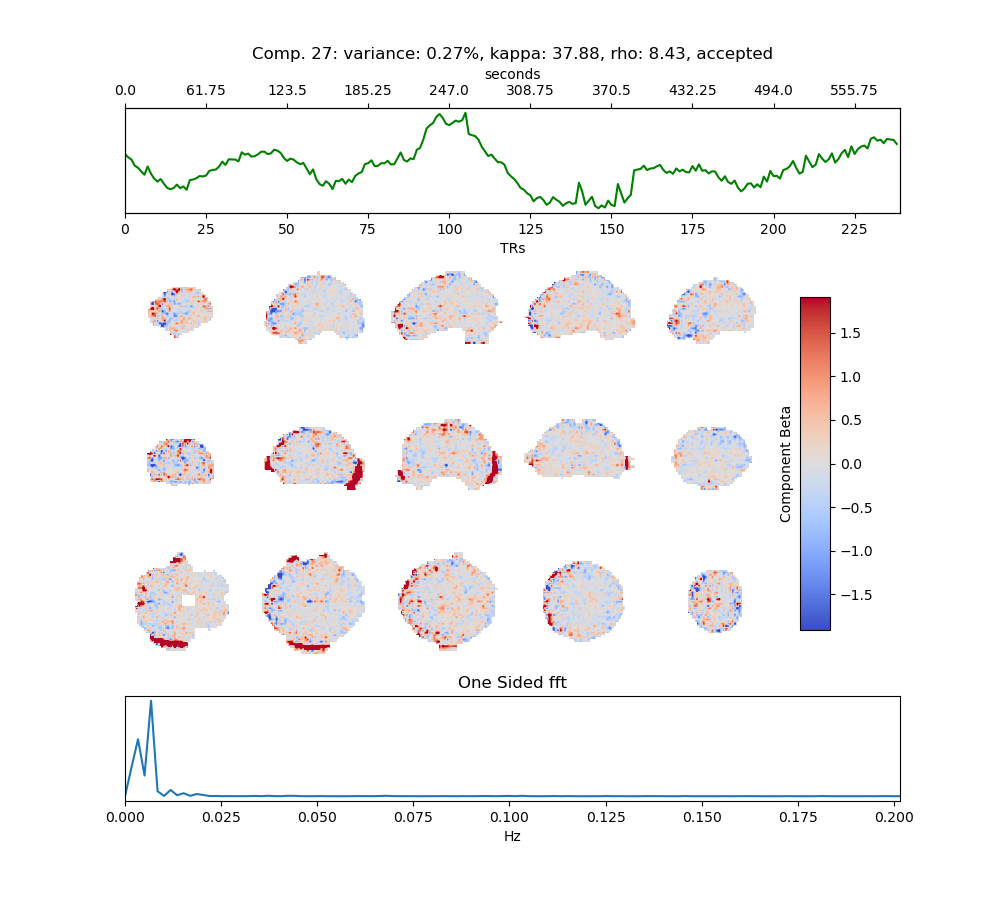 Comp. 27: variance: 0.27%, kappa: 37.88, rho: 8.43, accepted
seconds
0.0 61.75 123.5 185.25 247.0 308.75 370.5 432.25 494.0 555.75
0 25 50 75 100 125 150 175 200 225
TRs
Component Beta
1.5
1.0
0.5
0.0
−0.5
−1.0
−1.5
One Sided fft
0.000 0.025 0.050 0.075 0.100 0.125 0.150 0.175 0.200
Hz